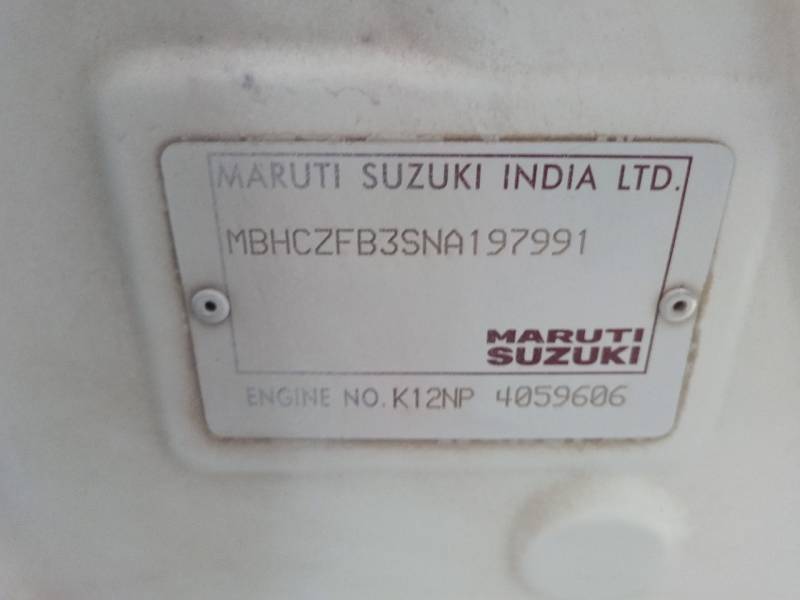 MARUTI SUZUKI INDIA LTD.
MBHCZFB3SNA197991
MARUTI
SUZUKI
ENGINE NO. K12NP 4059606